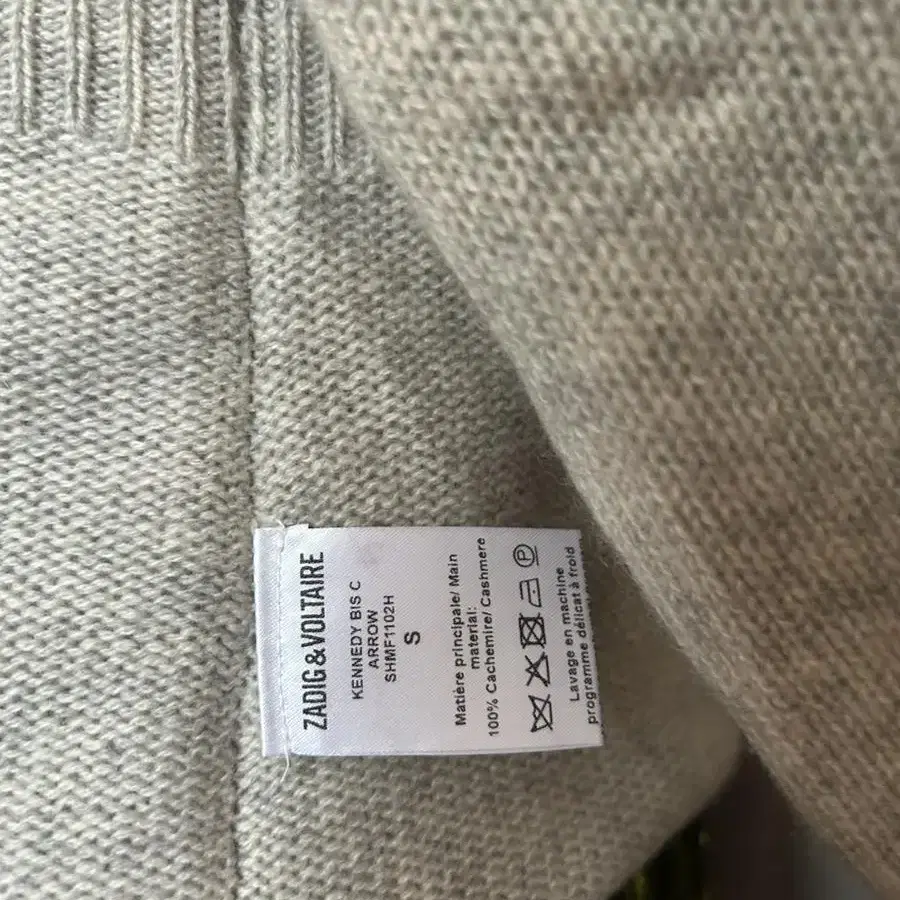 ZADIG & VOLTAIRE
KENNEDY BIS C
ARROW
SHMF1102H
S
Matière principale/ Main
material:
100% Cachemire/ Cashmere
P
Lavage en machine
programme délicat à froid